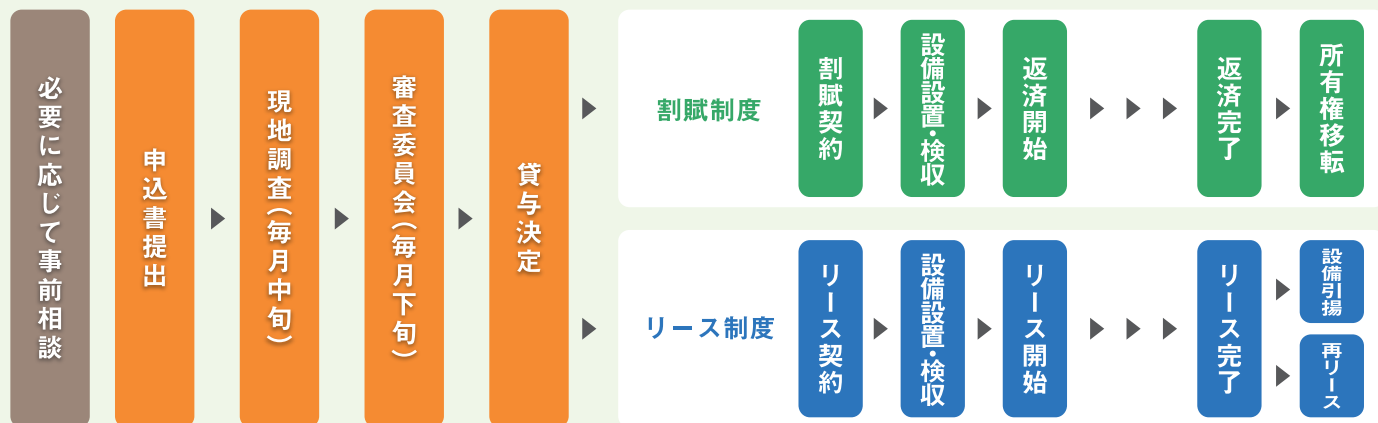 必要に応じて事前相談
申込書提出
現地調査(毎月中旬)
審査委員会(毎月下旬)
貸与決定
割賦制度
割賦契約
設備設置・検収
返済開始
返済完了
所有権移転
リース制度
リース契約
設備設置・検収
リース開始
リース完了
設備引揚
再リース